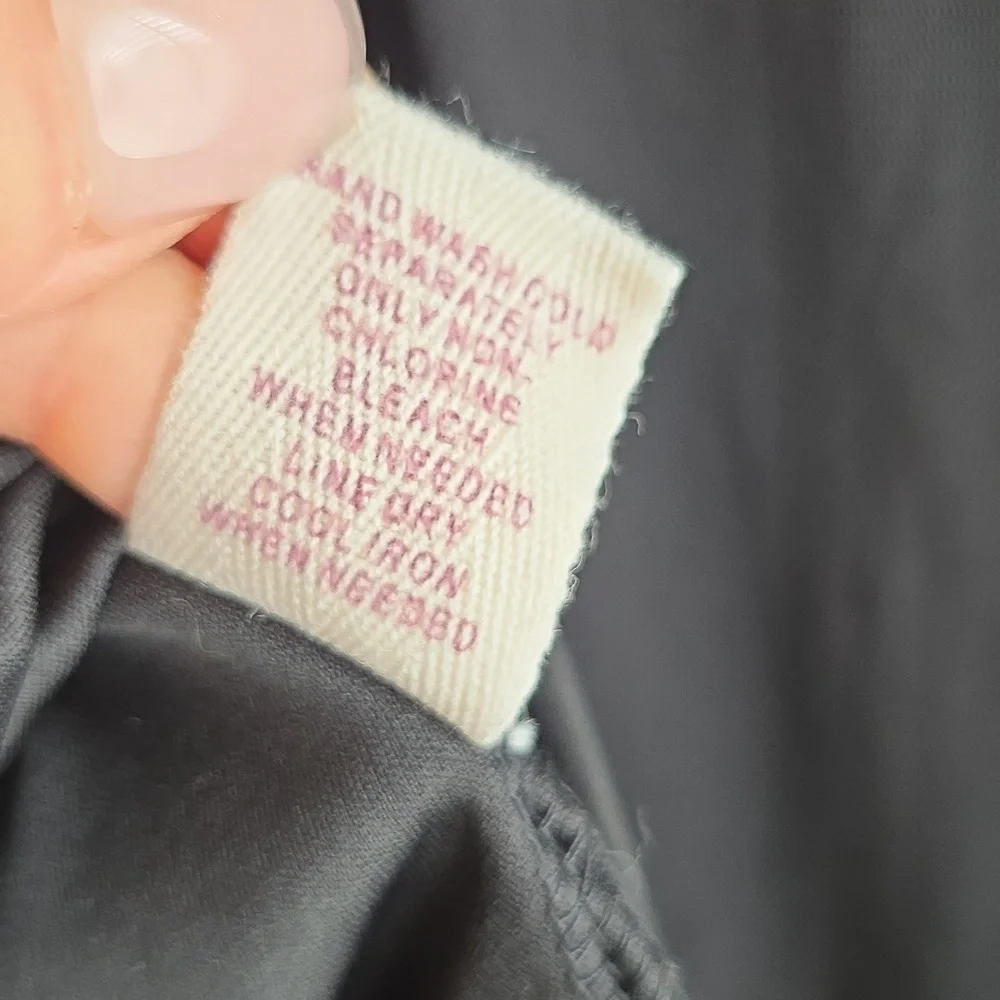 HAND WASH COLD
SEPARATELY
ONLY NON-
CHLORINE
BLEACH
WHEN NEEDED
LINE DRY
COOL IRON
WHEN NEEDED